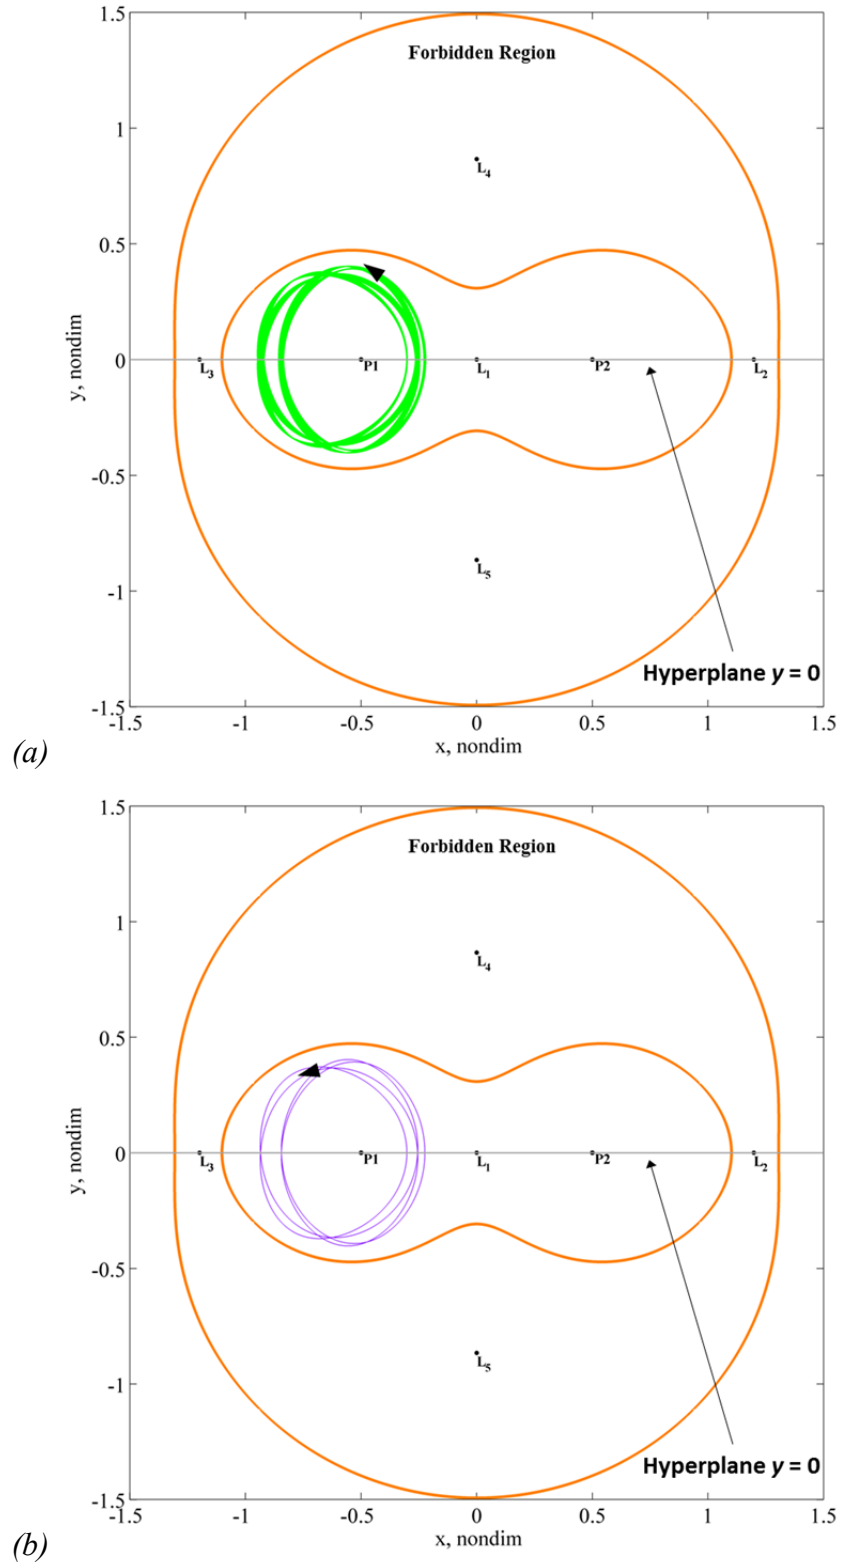 1.5
Forbidden Region
1
L4
0.5
y, nondim
0
L3
P1
L1
P2
L2
-0.5
L5
-1
Hyperplane y = 0
-1.5
-1.5 -1 -0.5 0 0.5 1 1.5
x, nondim
(a)
1.5
Forbidden Region
1
L4
0.5
y, nondim
0
L3
P1
L1
P2
L2
-0.5
L5
-1
Hyperplane y = 0
-1.5
-1.5 -1 -0.5 0 0.5 1 1.5
x, nondim
(b)